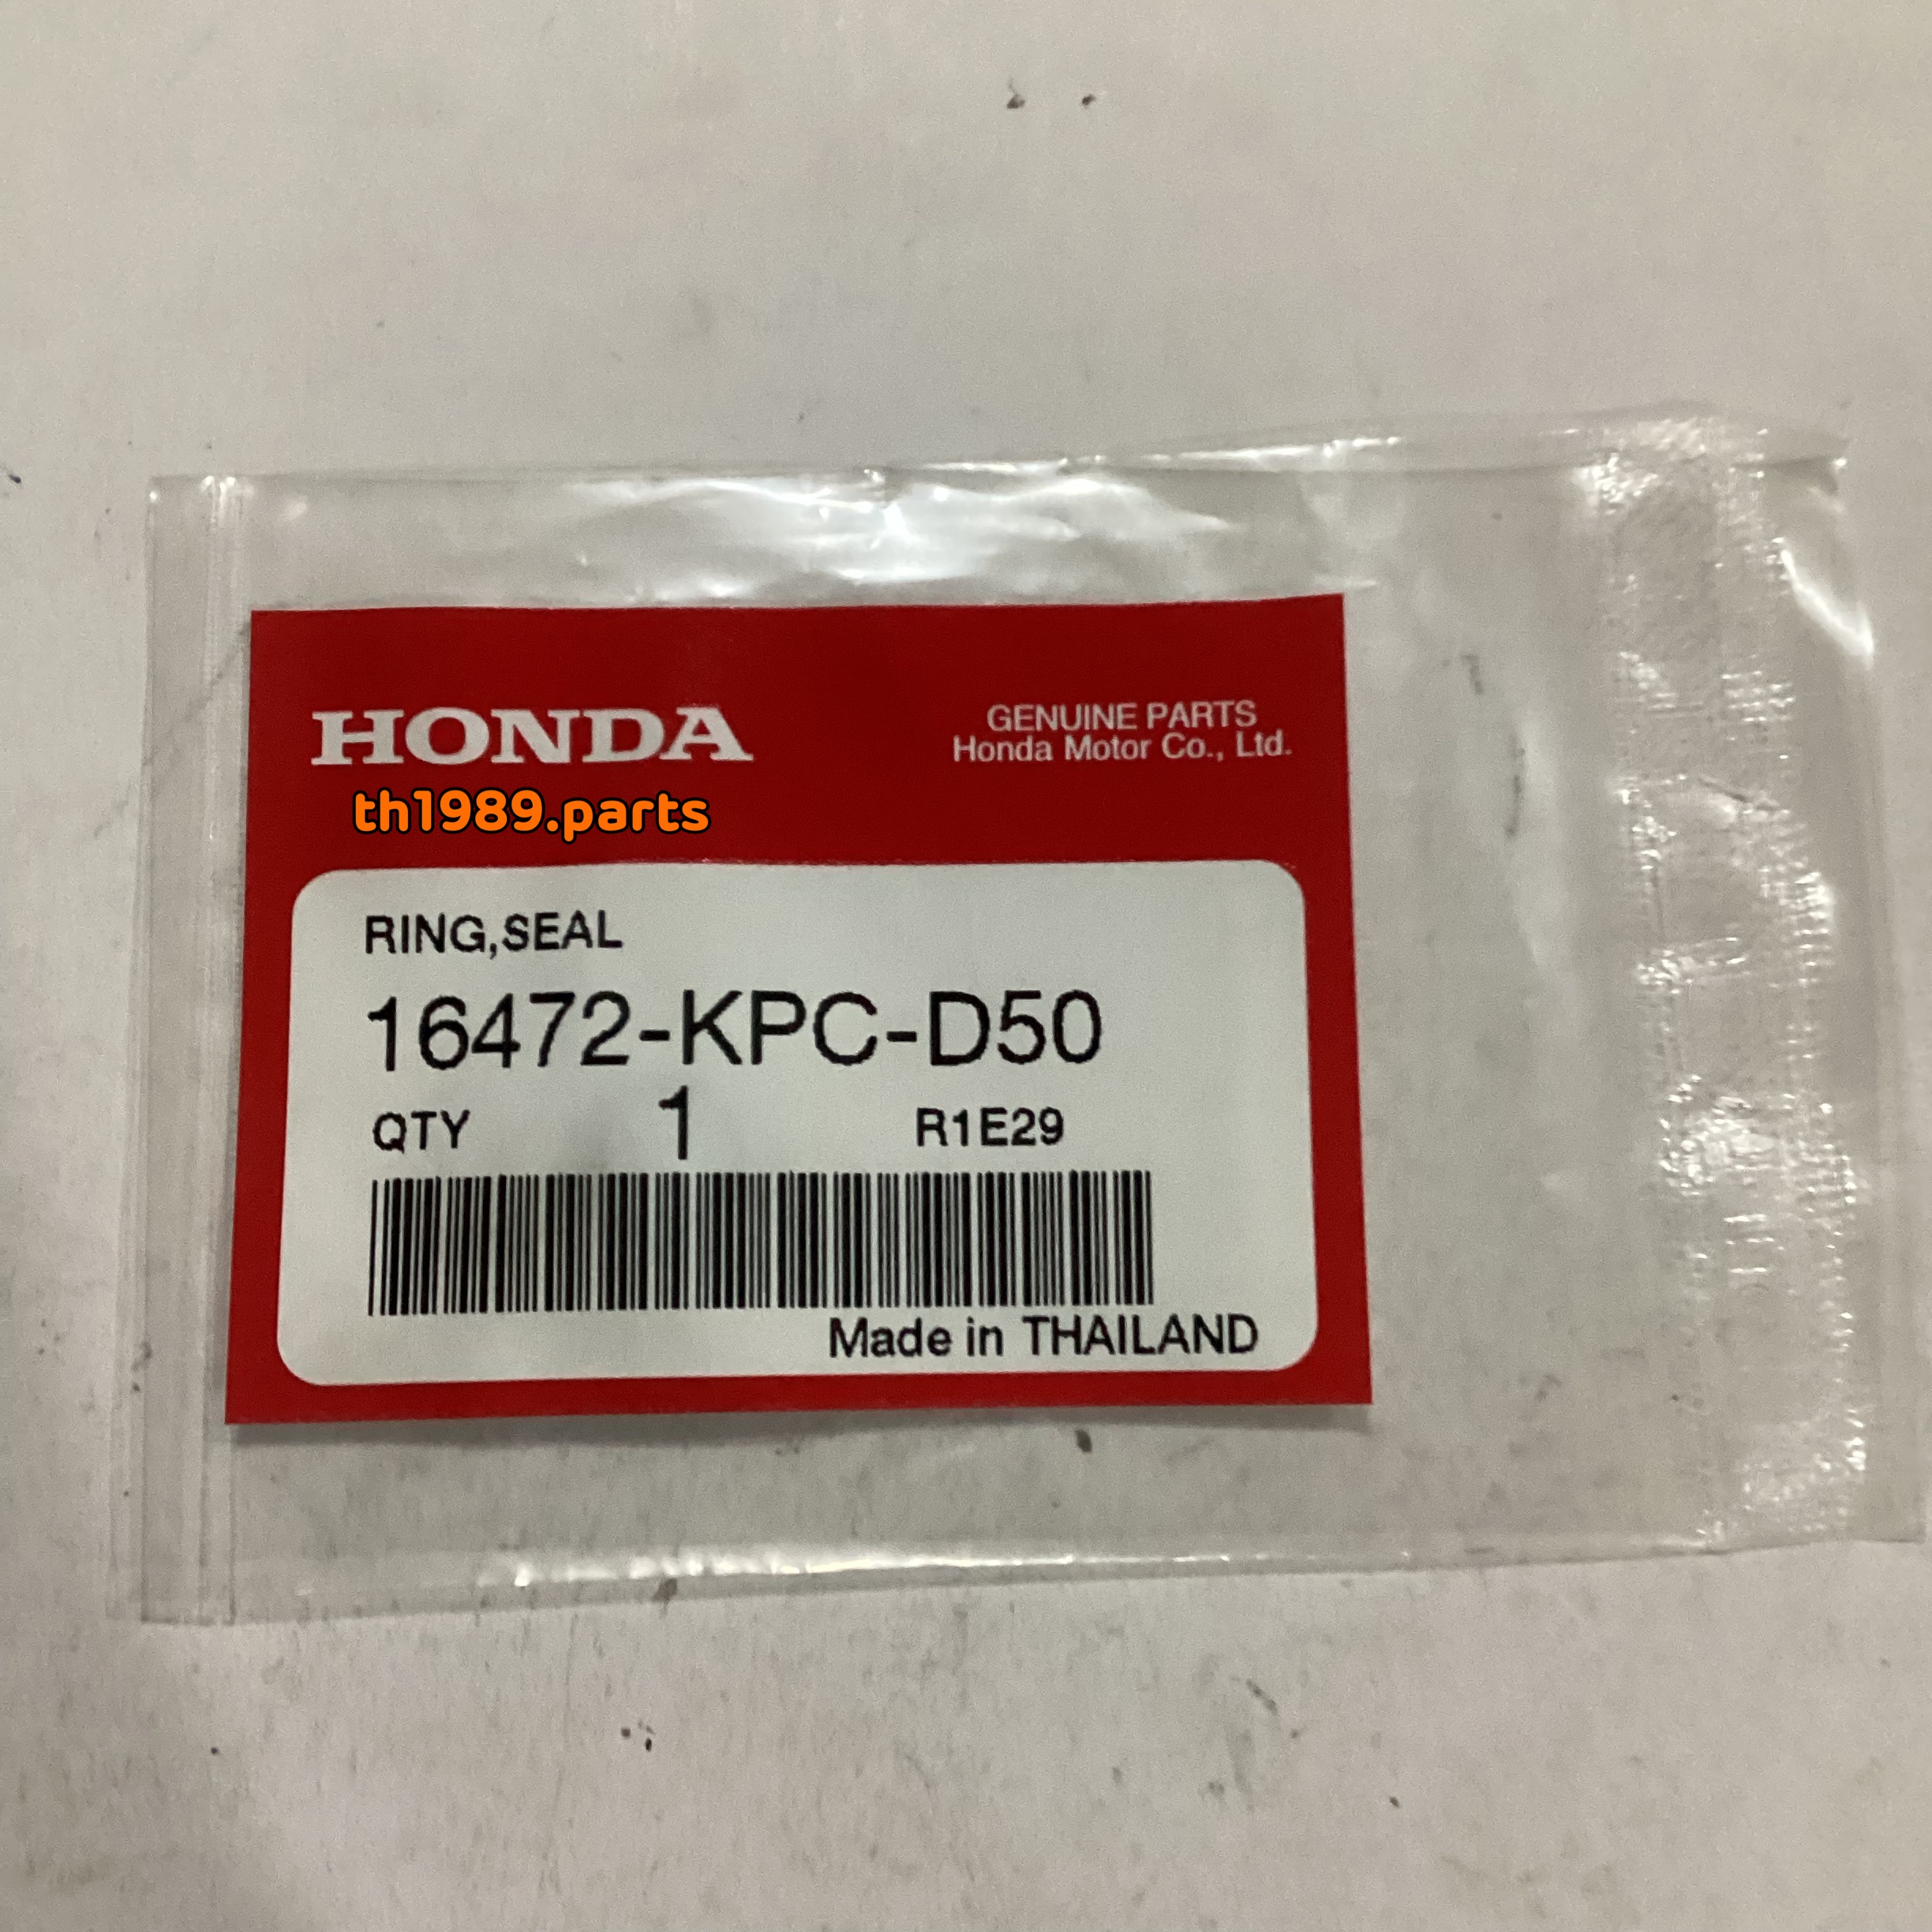 HONDA
GENUINE PARTS
Honda Motor Co., Ltd.
th1989.parts
RING,SEAL
16472-KPC-D50
QTY 1 R1E29
Made in THAILAND